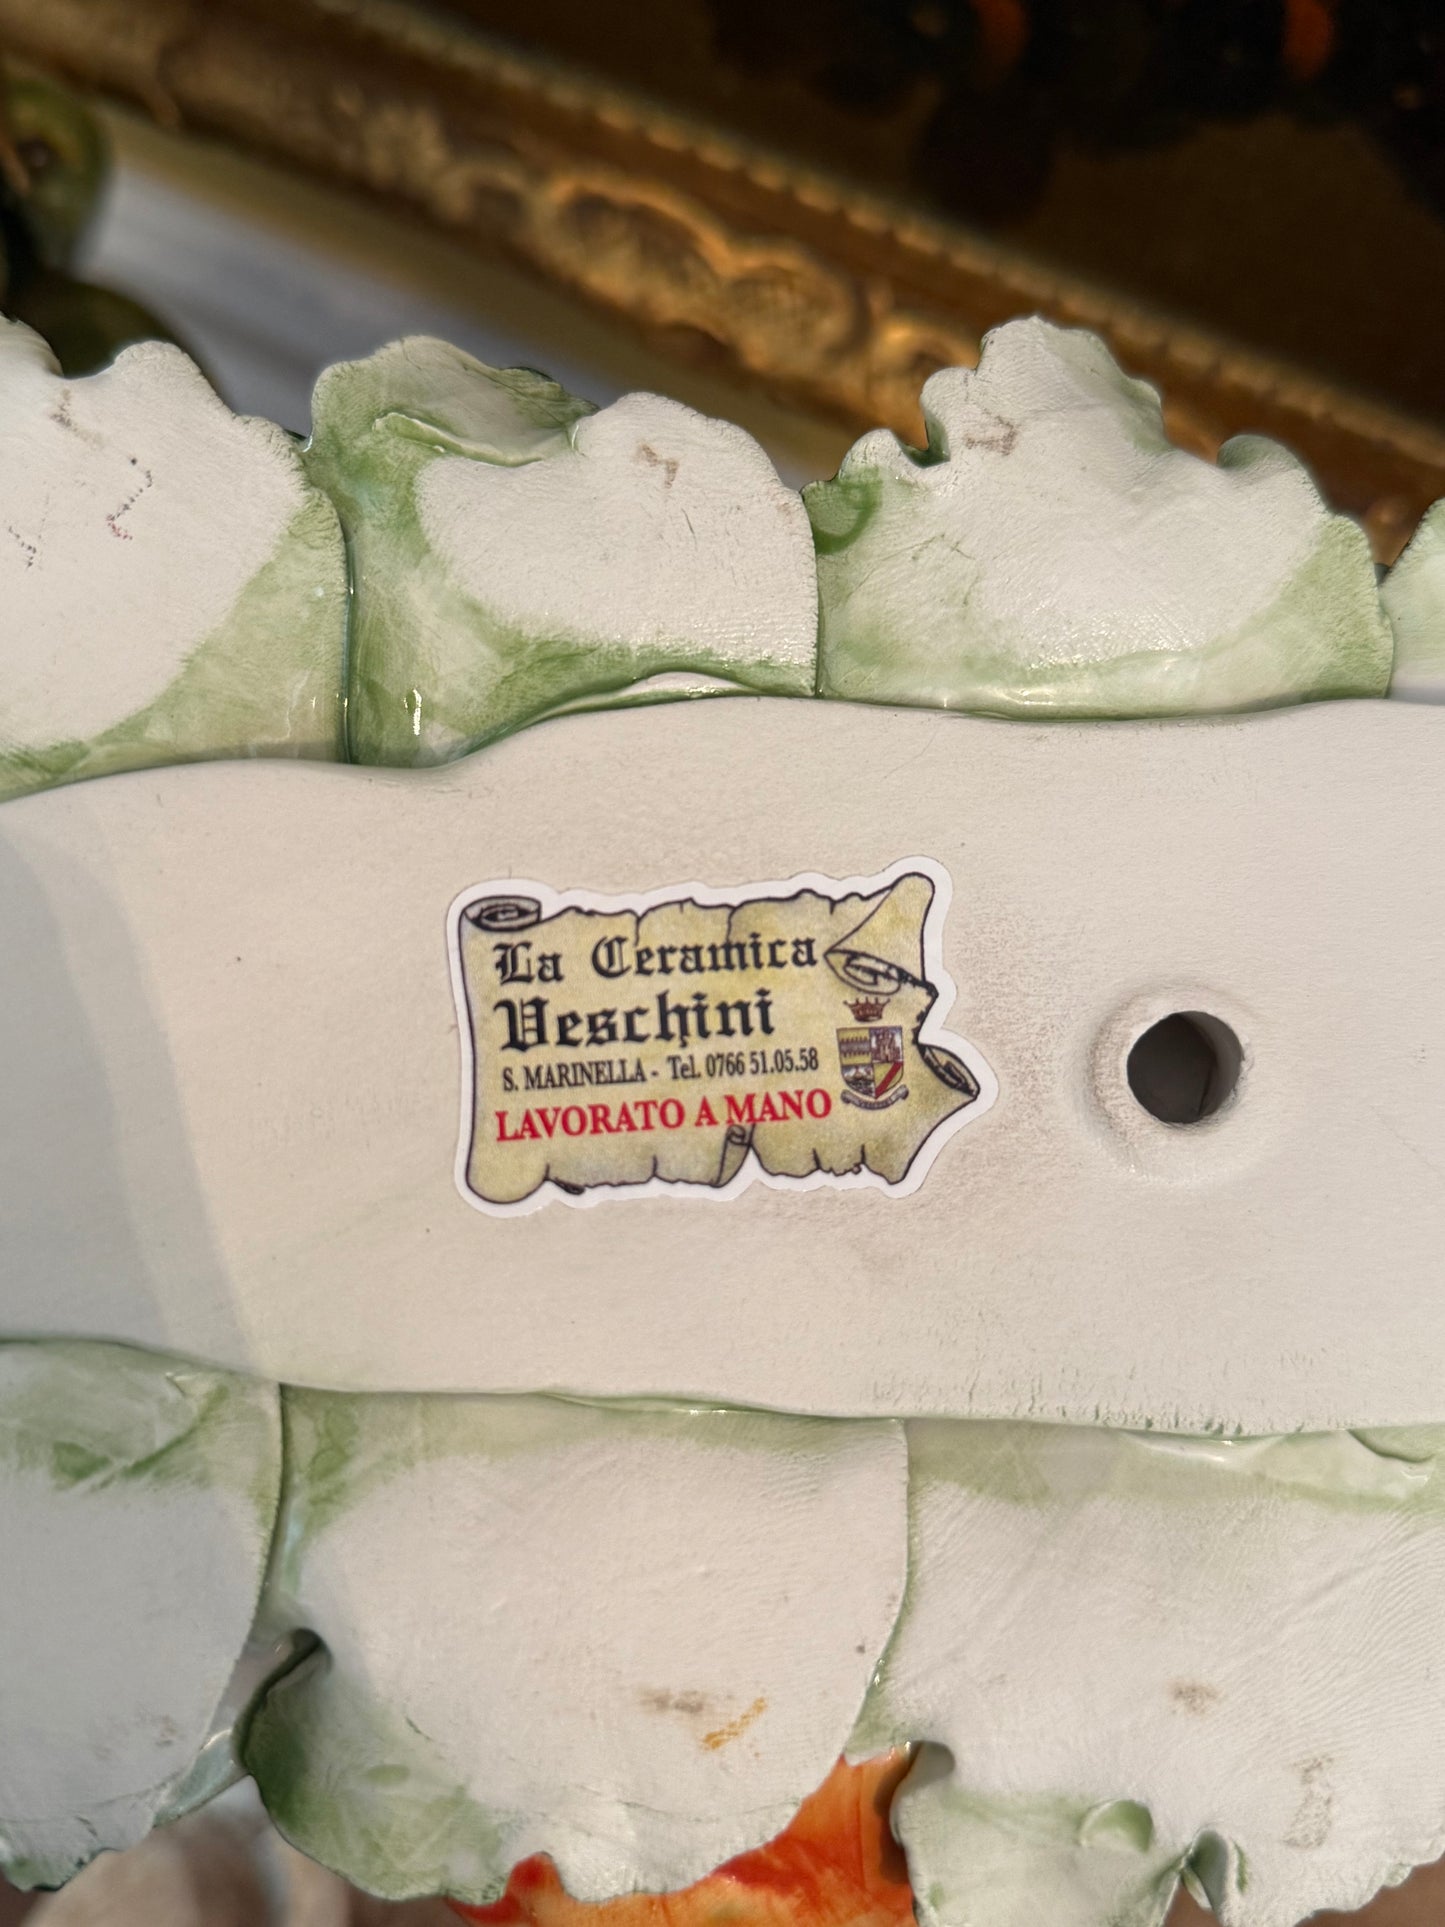 La Ceramica
Veschini
S. MARINELLA - Tel. 0766 51.05.58
LAVORATO A MANO